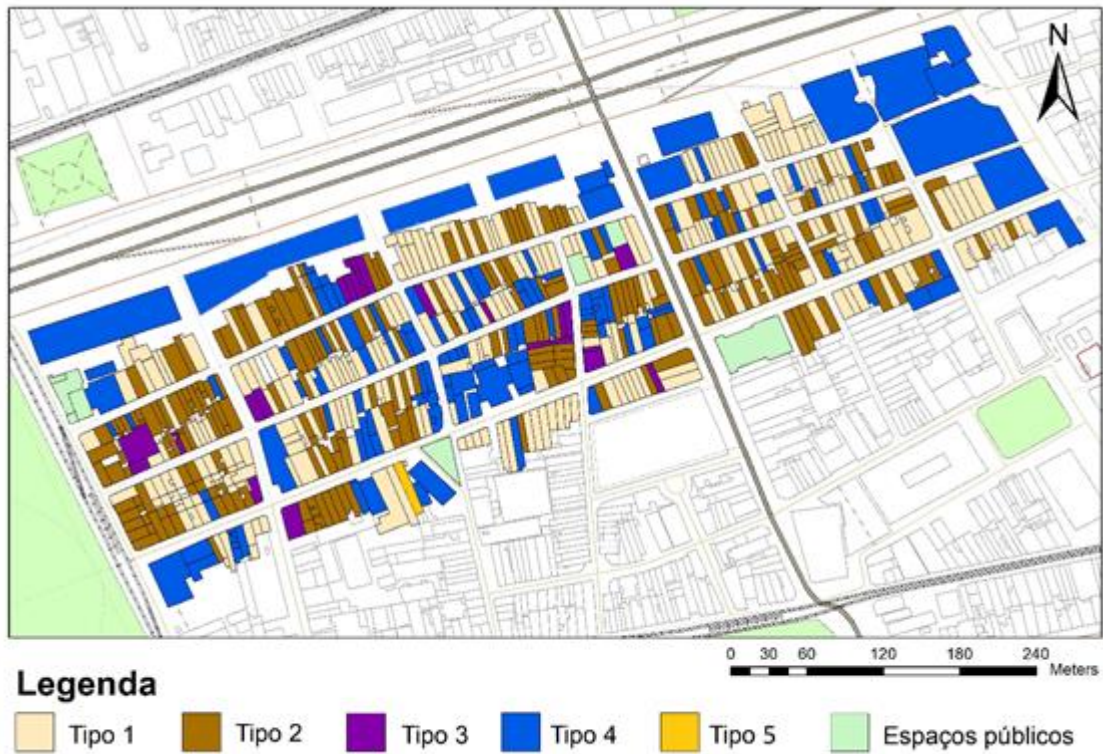 N
0 30 60 120 180 240
Meters
Legenda
Tipo 1 Tipo 2 Tipo 3 Tipo 4 Tipo 5 Espaços públicos